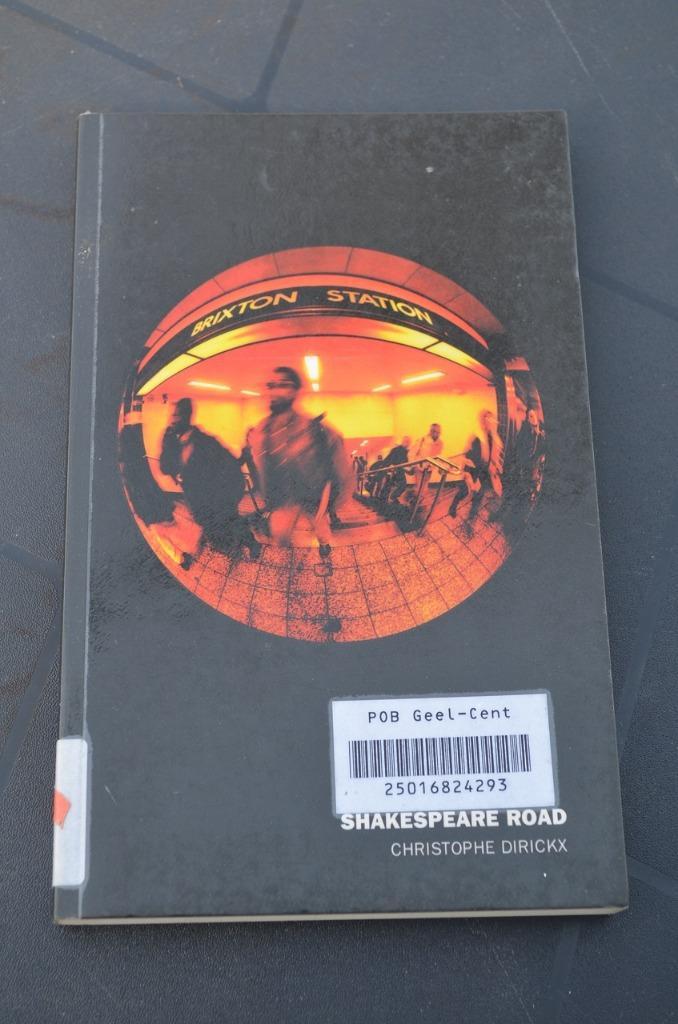 BRIXTON STATION
POB Geel-Cent
25016824293
SHAKESPEARE ROAD
CHRISTOPHE DIRICKX